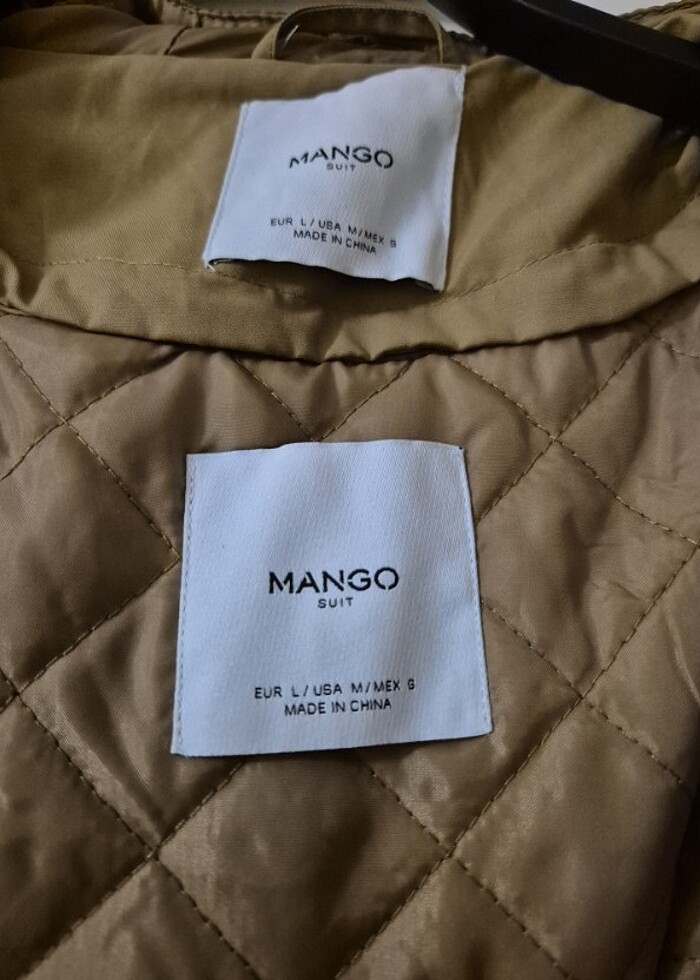 MANGO
SUIT
EUR L / USA M / MEX G
MADE IN CHINA
MANGO
SUIT
EUR L / USA M / MEX G
MADE IN CHINA